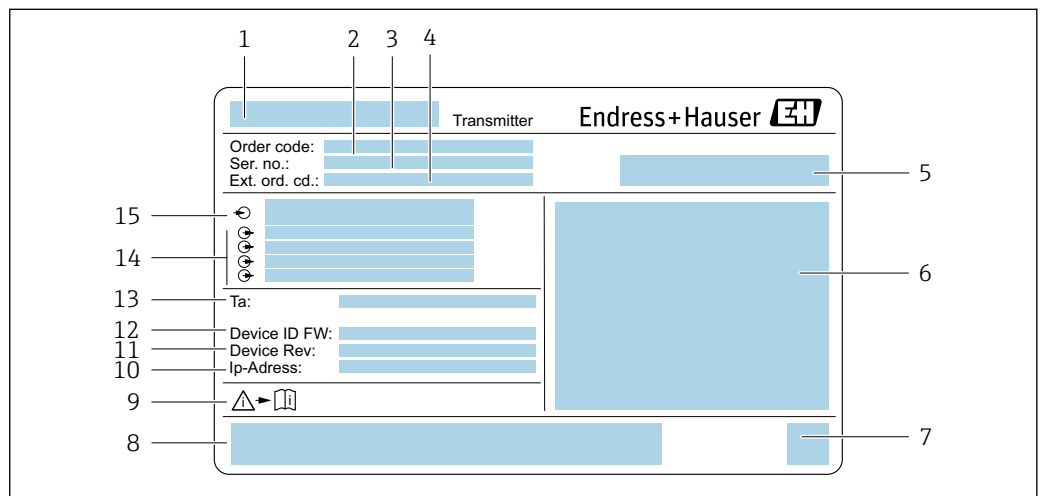 1 2 3 4
Transmitter Endress+Hauser EH
Order code:
Ser. no.:
Ext. ord. cd.:
5
15
14
6
13 Ta:
12 Device ID FW:
11 Device Rev:
10 Ip-Adress:
9 i i
8
7